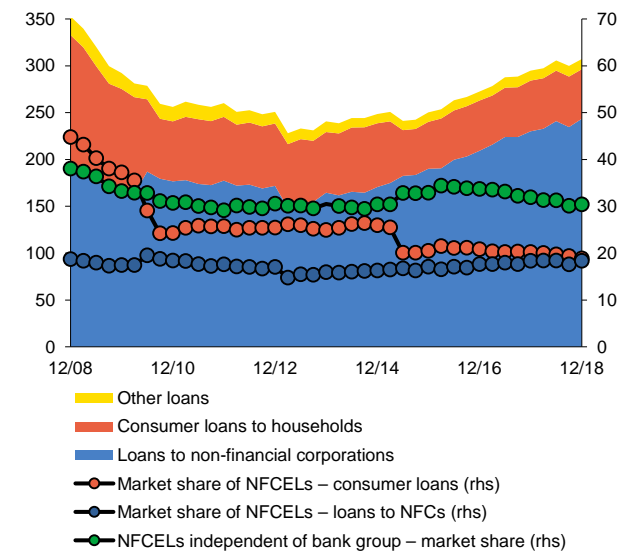 350 70
300 60
250 50
200 40
150 30
100 20
50 10
0 0
12/08 12/10 12/12 12/14 12/16 12/18
Other loans
Consumer loans to households
Loans to non-financial corporations
Market share of NFCELs – consumer loans (rhs)
Market share of NFCELs – loans to NFCs (rhs)
NFCELs independent of bank group – market share (rhs)